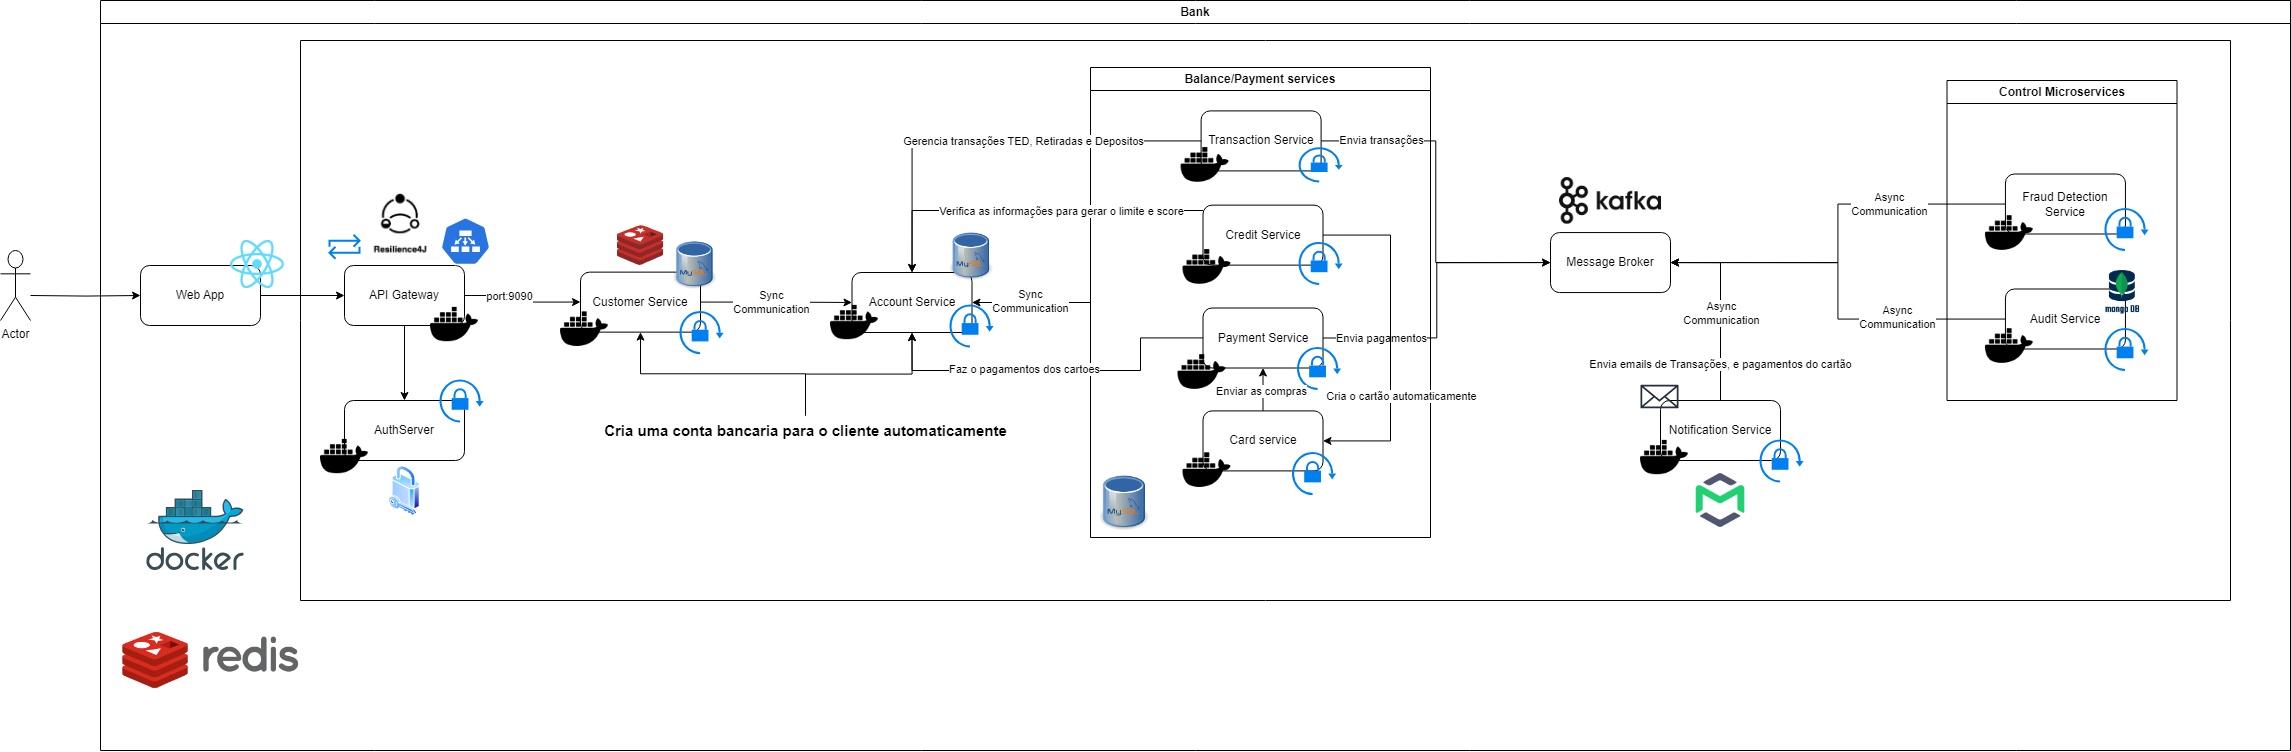 Bank
Balance/Payment services
Control Microservices
Transaction Service
Gerencia transações TED, Retiradas e Depositos
Envia transações
kafka
Fraud Detection
Service
Async
Communication
Verifica as informações para gerar o limite e score
Credit Service
Resilience4J
Message Broker
MySQL
MySQL
Web App
API Gateway
port:9090
Customer Service
Sync
Communication
Account Service
Sync
Communication
Async
Communication
Async
Communication
mongo DB
Audit Service
Actor
Payment Service
Envia pagamentos
Faz o pagamentos dos cartoes
Envia emails de Transações, e pagamentos do cartão
Enviar as compras
Cria o cartão automaticamente
AuthServer
Cria uma conta bancaria para o cliente automaticamente
Card service
Notification Service
MySQL
docker
redis